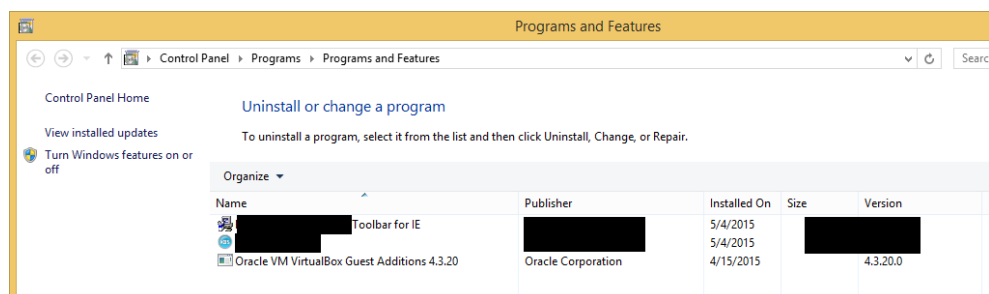 Programs and Features
Control Panel Programs Programs and Features Searc
Control Panel Home
Uninstall or change a program
View installed updates
To uninstall a program, select it from the list and then click Uninstall, Change, or Repair.
Turn Windows features on or
off
Organize
Name Publisher Installed On Size Version
Toolbar for IE 5/4/2015
5/4/2015
Oracle VM VirtualBox Guest Additions 4.3.20 Oracle Corporation 4/15/2015 4.3.20.0